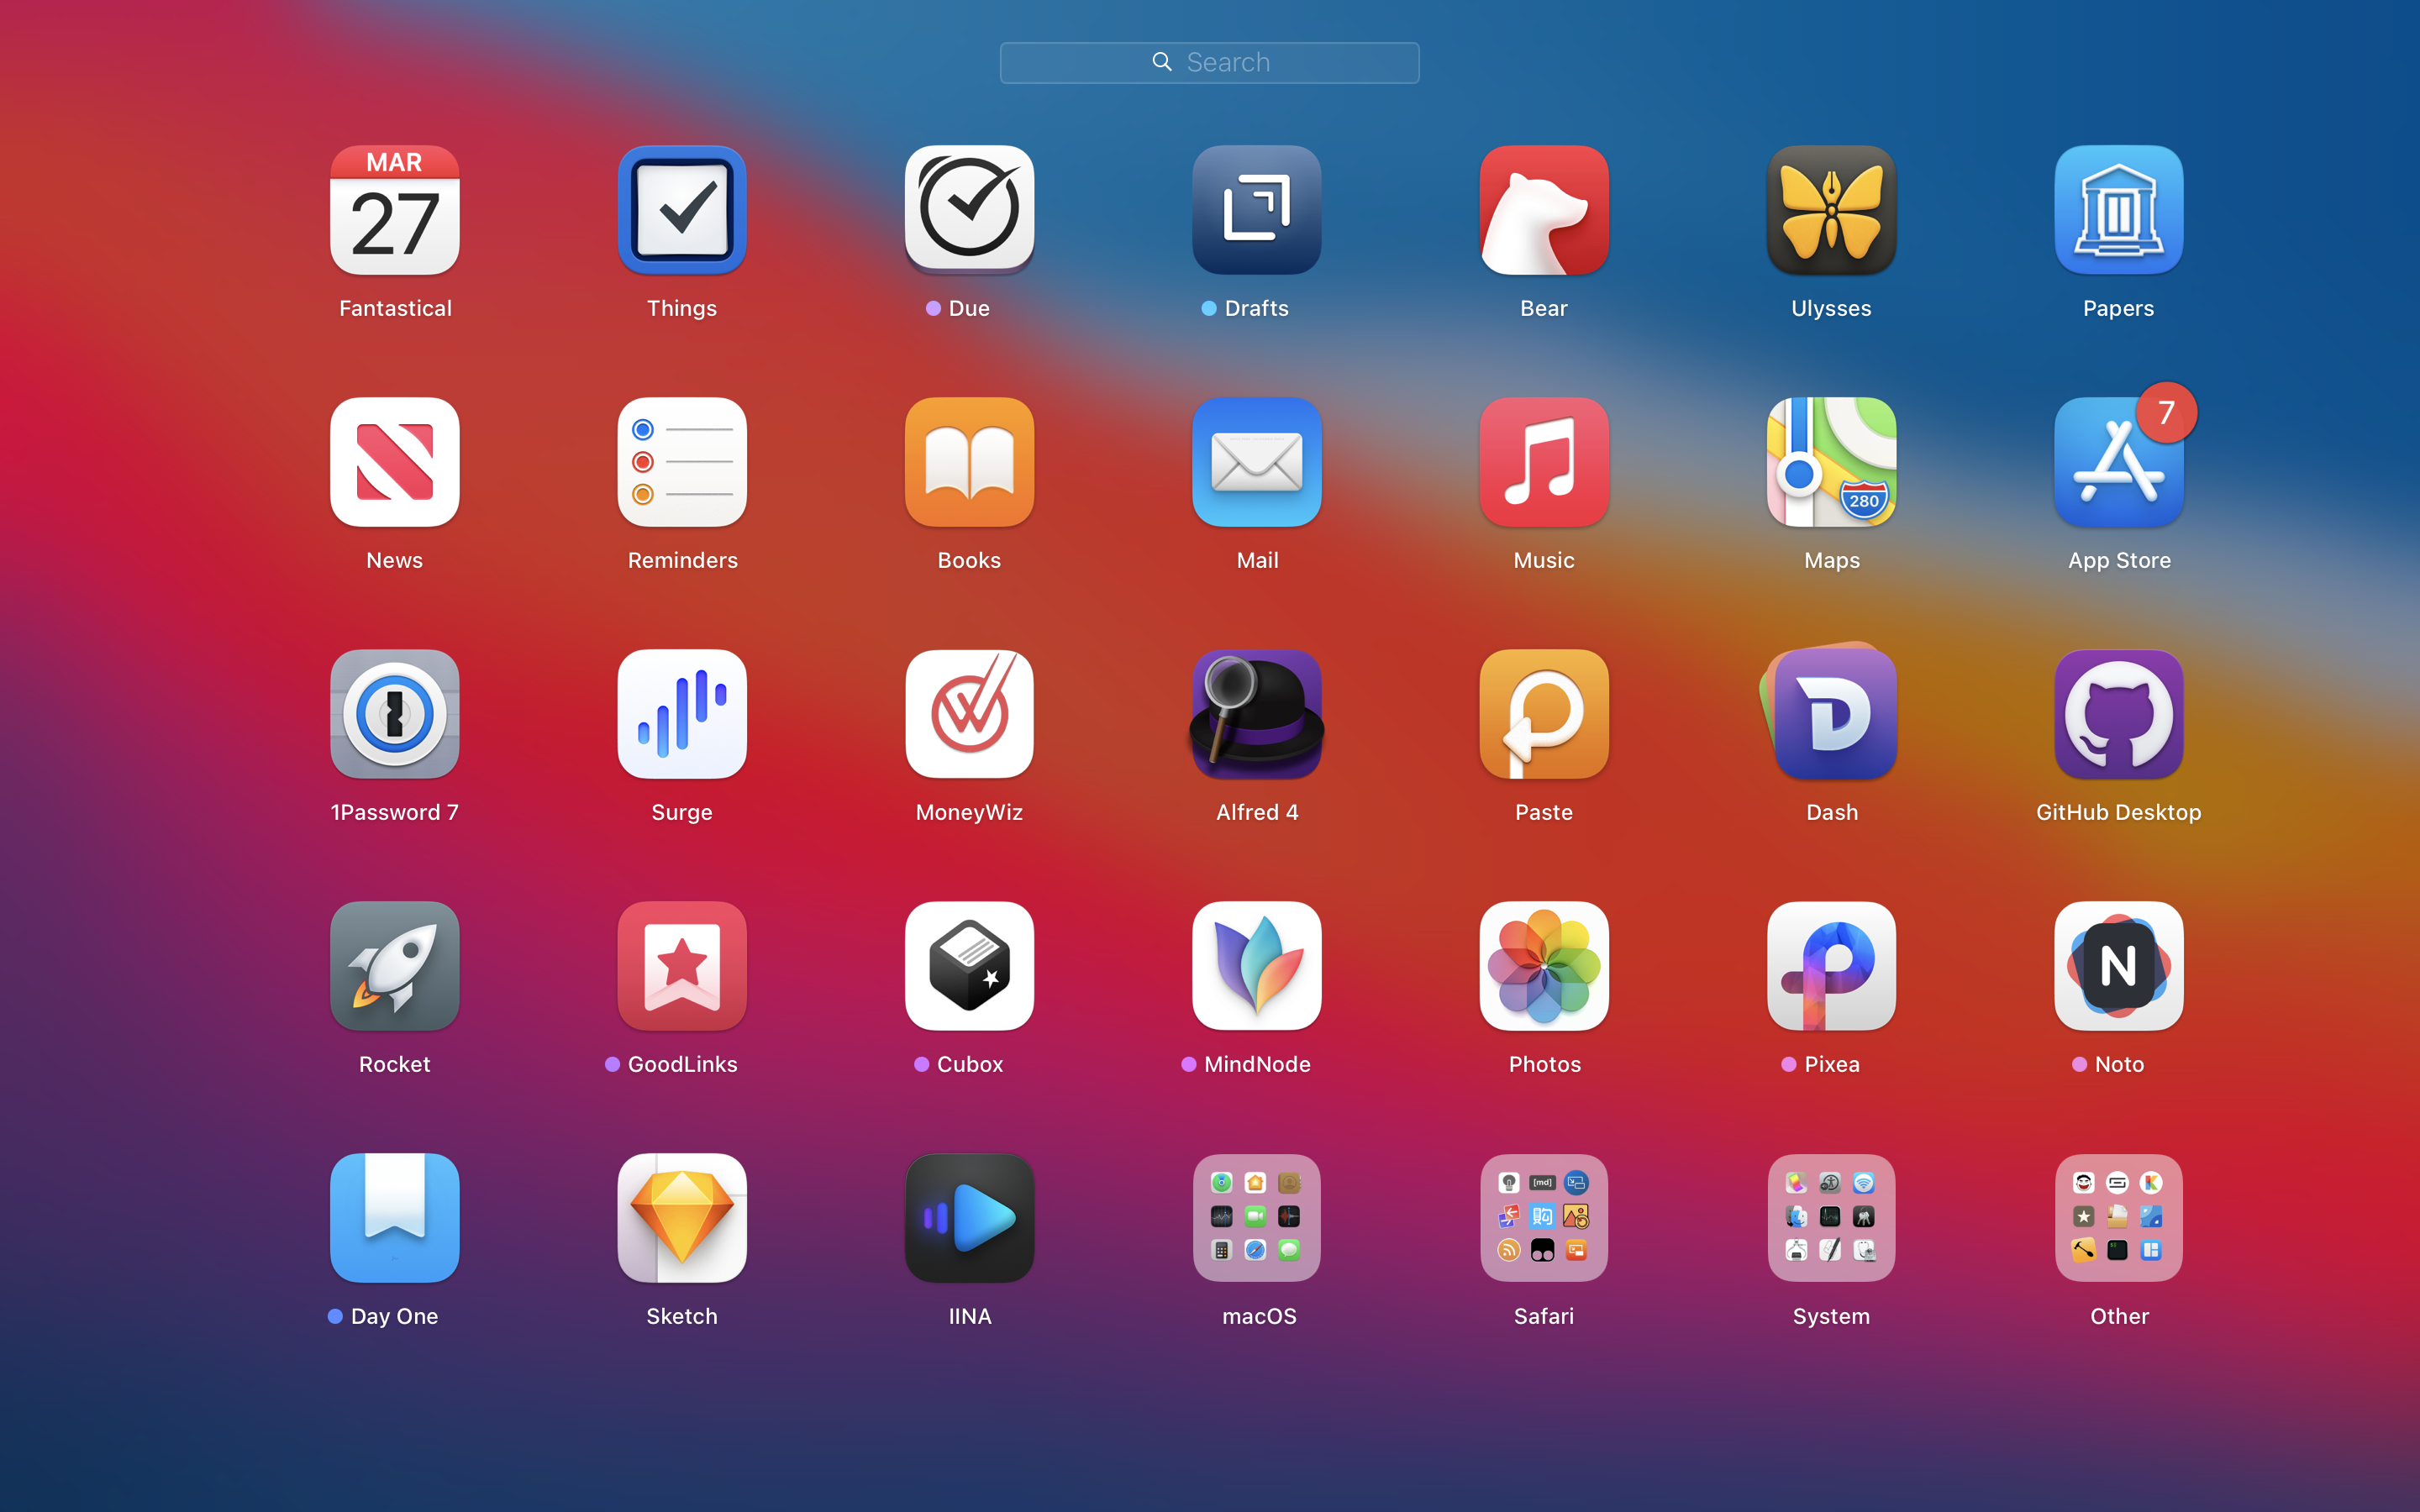 Search
MAR
27
Fantastical
Things
Due
Drafts
Bear
Ulysses
Papers
280
7
News
Reminders
Books
Mail
Music
Maps
App Store
1Password 7
Surge
MoneyWiz
Alfred 4
Paste
Dash
GitHub Desktop
N
Rocket
GoodLinks
Cubox
MindNode
Photos
Pixea
Noto
[md]
购
Day One
Sketch
IINA
macOS
Safari
System
Other